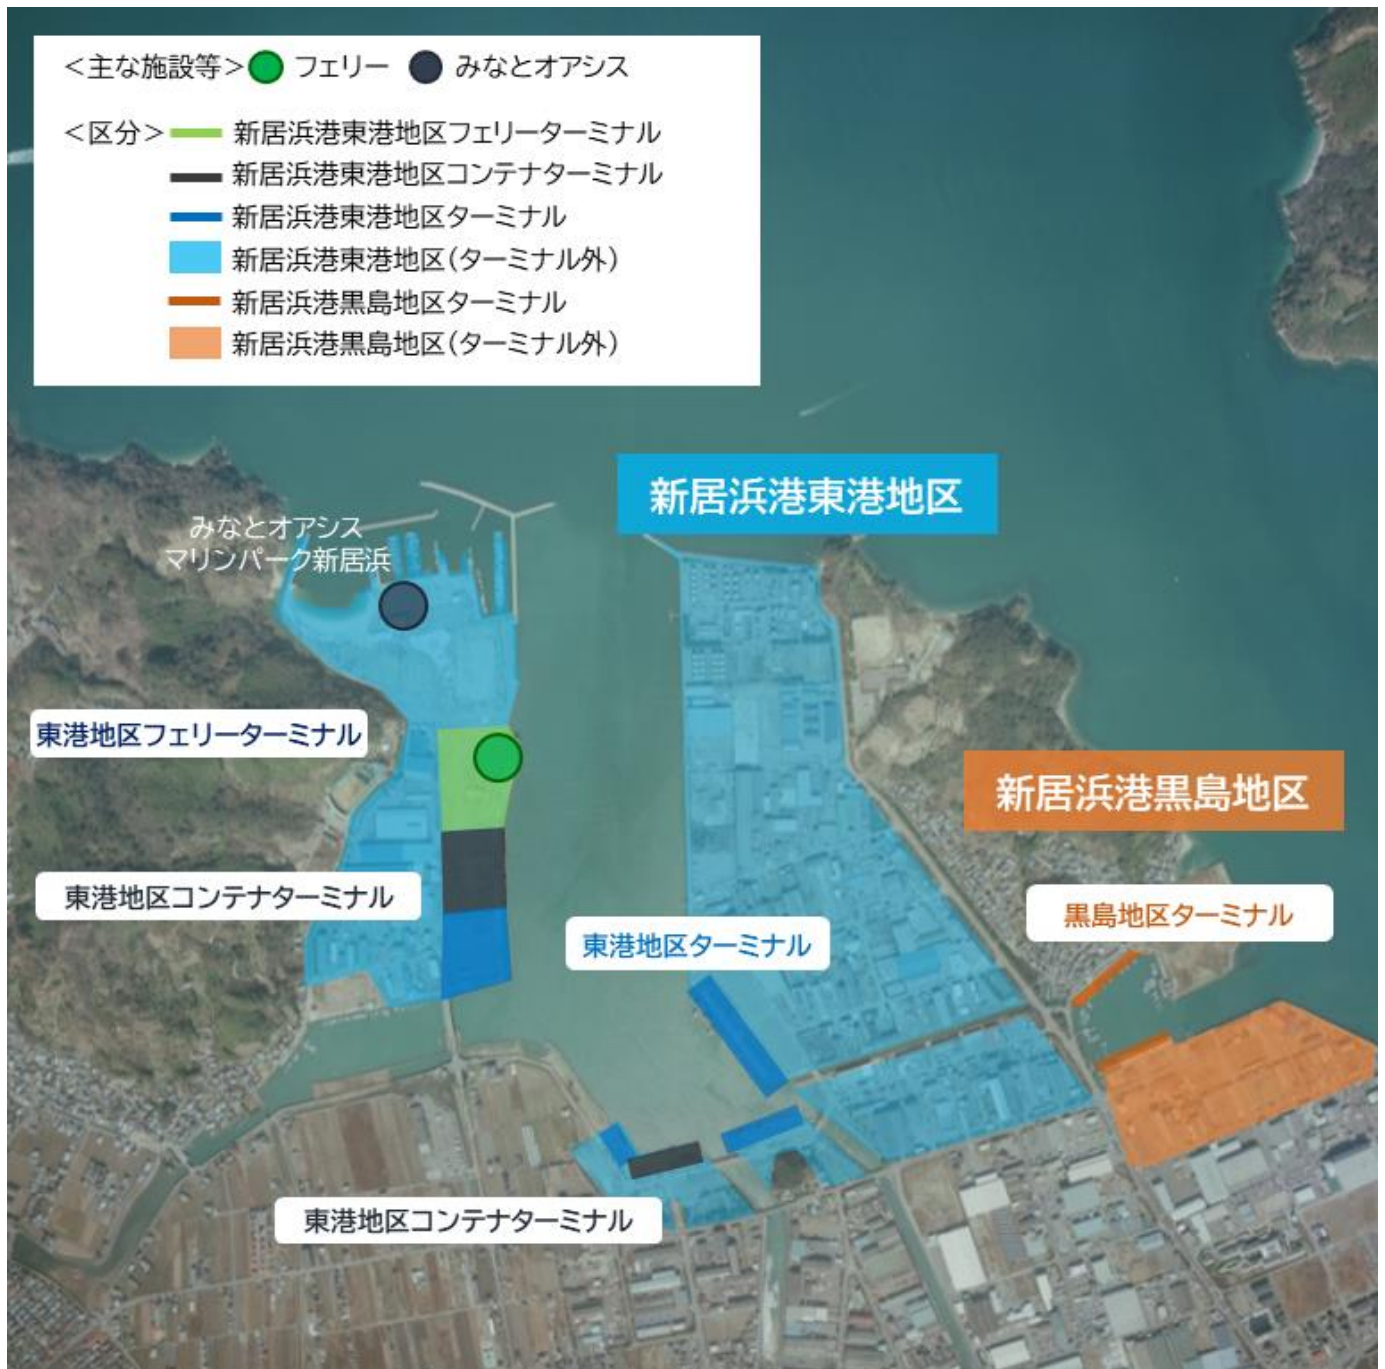 ＜主な施設等＞ フェリー みなとオアシス
＜区分＞ 新居浜港東港地区フェリーターミナル
新居浜港東港地区コンテナターミナル
新居浜港東港地区ターミナル
新居浜港東港地区(ターミナル外)
新居浜港黒島地区ターミナル
新居浜港黒島地区(ターミナル外)
新居浜港東港地区
みなとオアシス
マリンパーク新居浜
東港地区フェリーターミナル
新居浜港黒島地区
東港地区コンテナターミナル
黒島地区ターミナル
東港地区ターミナル
東港地区コンテナターミナル